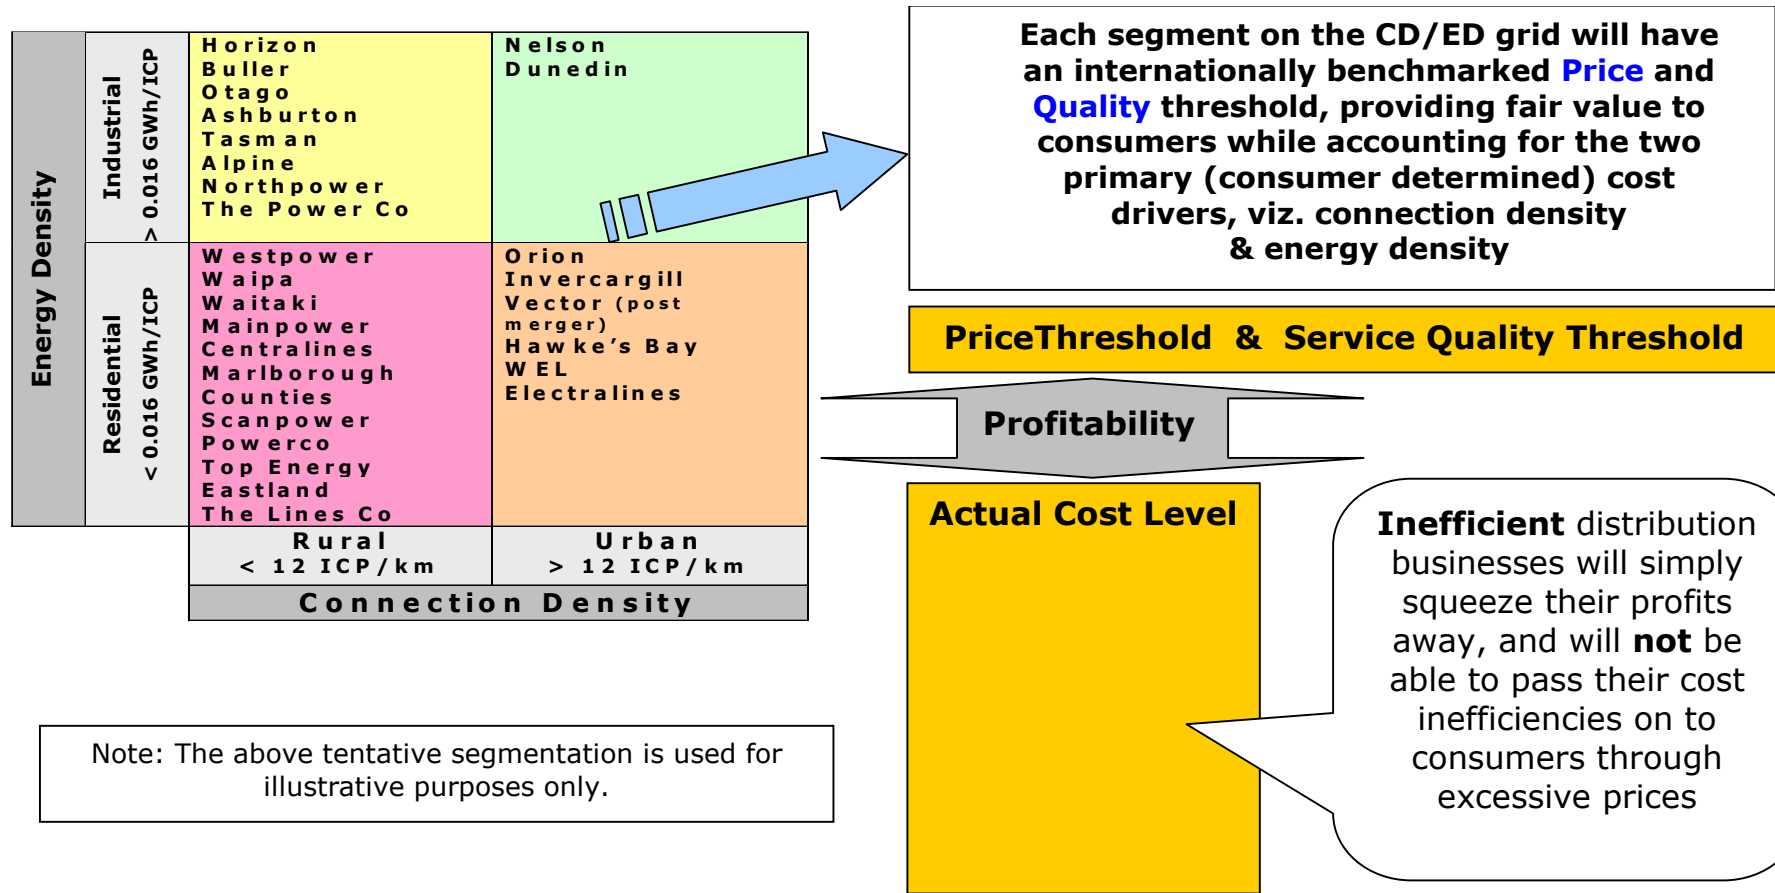 Energy Density
Industrial
> 0.016 GWh/ICP
Horizon
Buller
Otago
Ashburton
Tasman
Alpine
Northpower
The Power Co
Nelson
Dunedin
Residential
< 0.016 GWh/ICP
Westpower
Waipa
Waitaki
Mainpower
Centralines
Marlborough
Counties
Scanpower
Powerco
Top Energy
Eastland
The Lines Co
Orion
Invercargill
Vector (post
merger)
Hawke's Bay
WEL
Electralines
Rural
< 12 ICP/km
Urban
> 12 ICP/km
Connection Density
Note: The above tentative segmentation is used for
illustrative purposes only.
Each segment on the CD/ED grid will have
an internationally benchmarked Price and
Quality threshold, providing fair value to
consumers while accounting for the two
primary (consumer determined) cost
drivers, viz. connection density
& energy density
PriceThreshold & Service Quality Threshold
Profitability
Actual Cost Level
Inefficient distribution
businesses will simply
squeeze their profits
away, and will not be
able to pass their cost
inefficiencies on to
consumers through
excessive prices